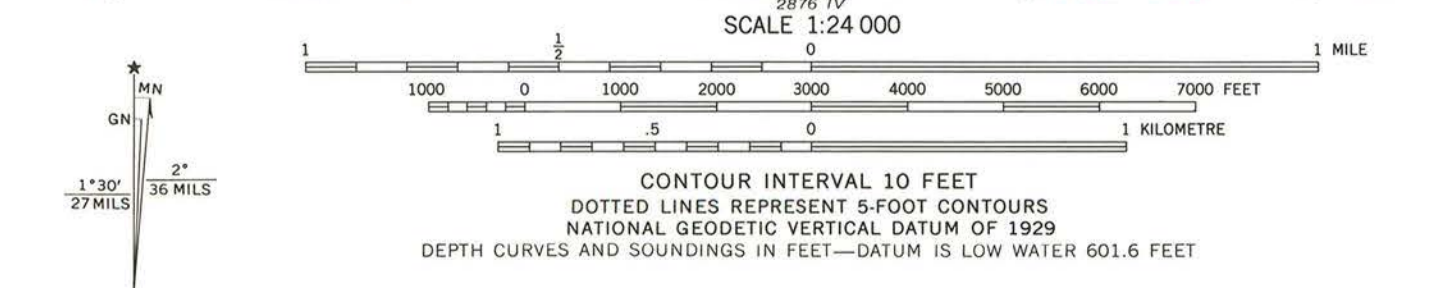 2876 IV
SCALE 1:24 000
1 1/2 0 1 MILE
1000 0 1000 2000 3000 4000 5000 6000 7000 FEET
1 .5 0 1 KILOMETRE
★
MN
GN
1°30′
27 MILS
2°
36 MILS
CONTOUR INTERVAL 10 FEET
DOTTED LINES REPRESENT 5-FOOT CONTOURS
NATIONAL GEODETIC VERTICAL DATUM OF 1929
DEPTH CURVES AND SOUNDINGS IN FEET—DATUM IS LOW WATER 601.6 FEET